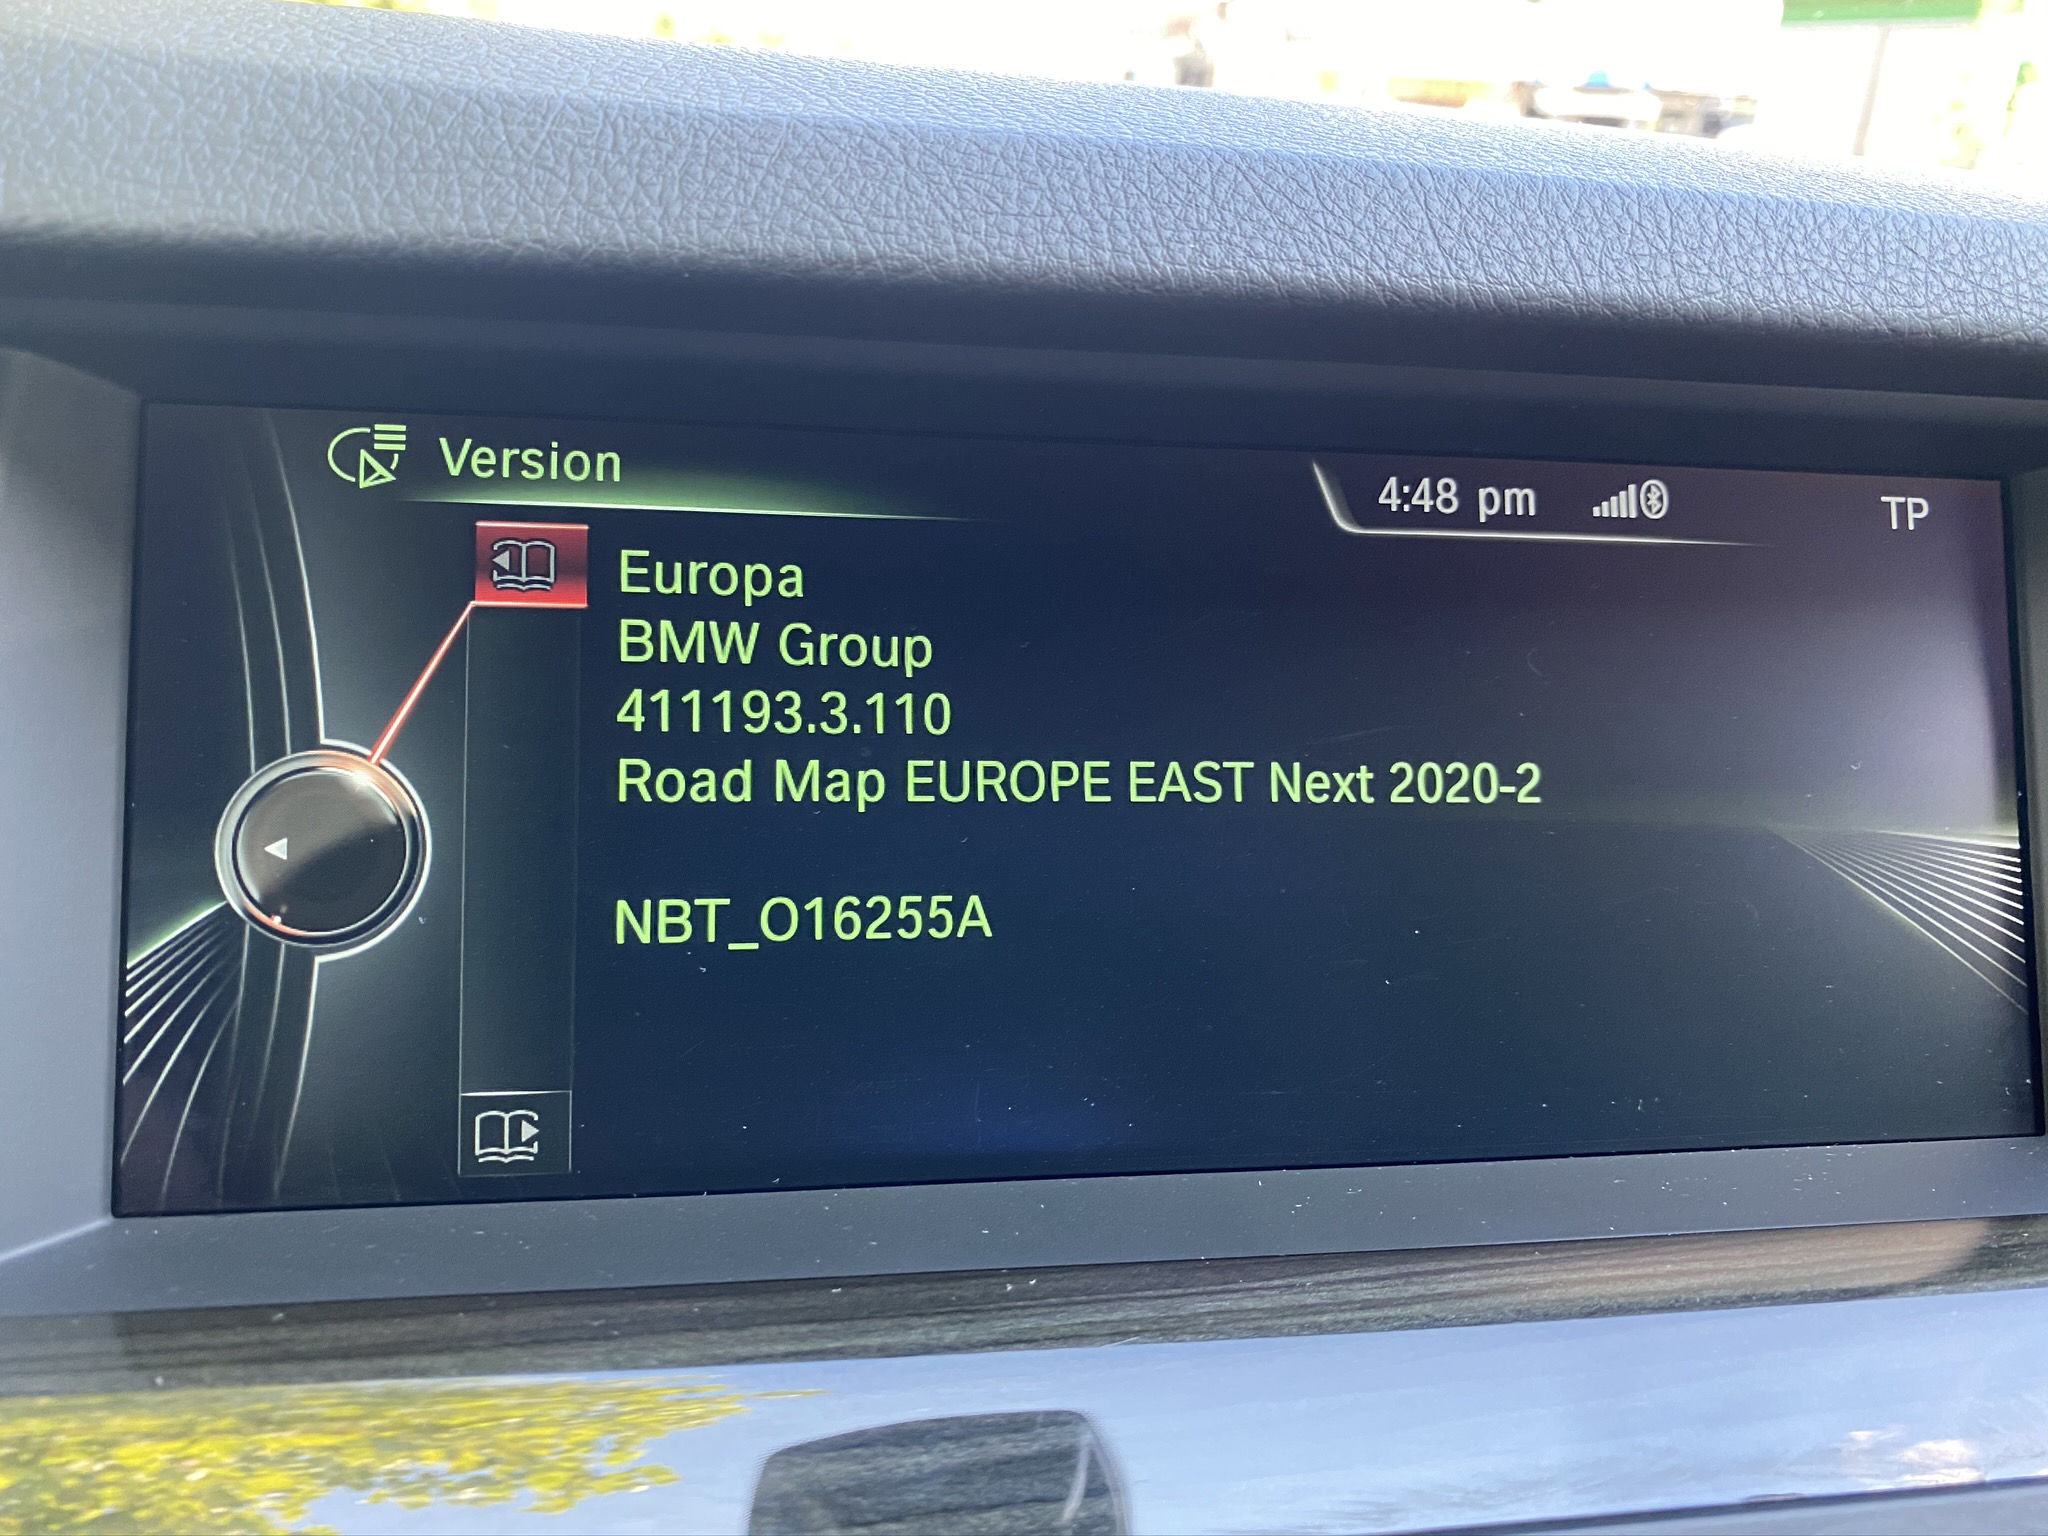 Version
4:48 pm
TP
Europa
BMW Group
411193.3.110
Road Map EUROPE EAST Next 2020-2
NBT_O16255A